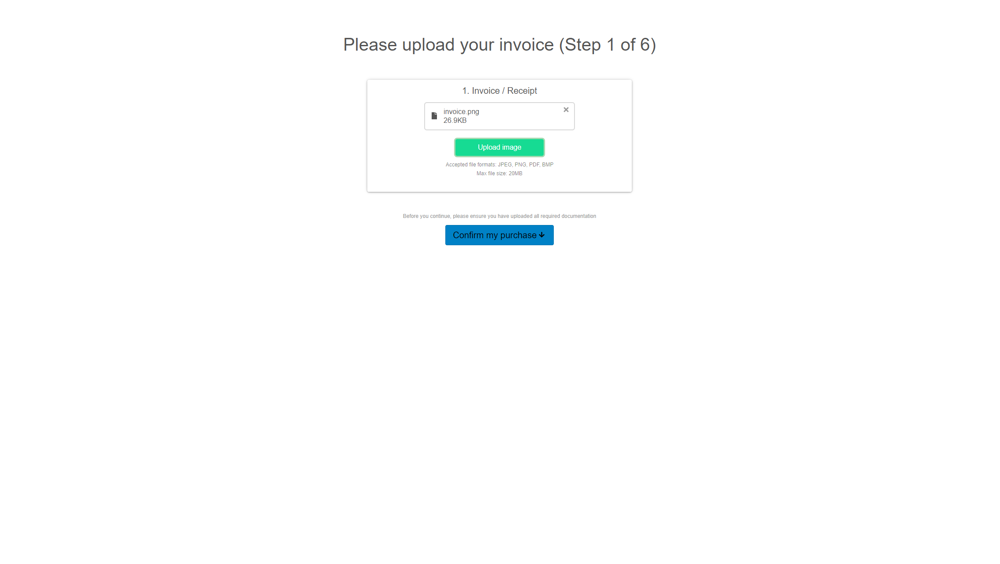 Please upload your invoice (Step 1 of 6)
1. Invoice / Receipt
invoice.png
26.9KB
Upload image
Accepted file formats: JPEG, PNG, PDF, BMP
Max file size: 20MB
Before you continue, please ensure you have uploaded all required documentation
Confirm my purchase